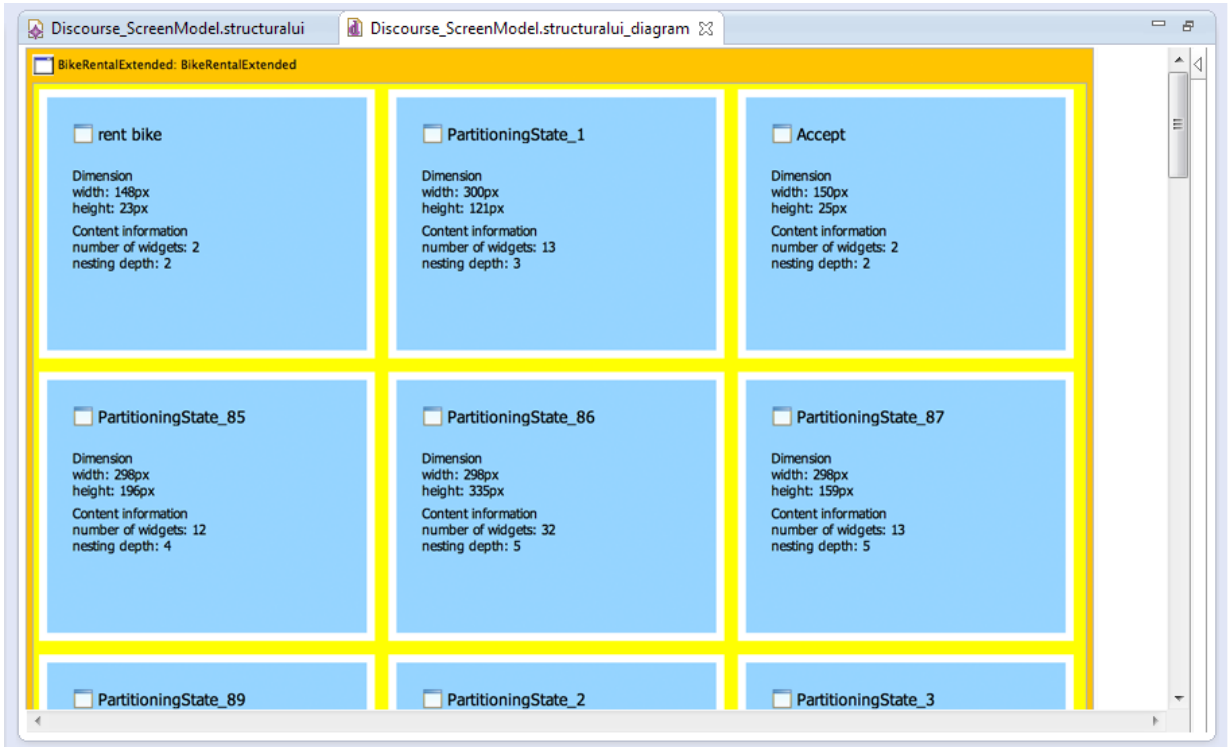 Discourse_ScreenModel.structuralui
Discourse_ScreenModel.structuralui_diagram
BikeRentalExtended: BikeRentalExtended
rent bike
Dimension
width: 148px
height: 23px
Content information
number of widgets: 2
nesting depth: 2
PartitioningState_1
Dimension
width: 300px
height: 121px
Content information
number of widgets: 13
nesting depth: 3
Accept
Dimension
width: 150px
height: 25px
Content information
number of widgets: 2
nesting depth: 2
PartitioningState_85
Dimension
width: 298px
height: 196px
Content information
number of widgets: 12
nesting depth: 4
PartitioningState_86
Dimension
width: 298px
height: 335px
Content information
number of widgets: 32
nesting depth: 5
PartitioningState_87
Dimension
width: 298px
height: 159px
Content information
number of widgets: 13
nesting depth: 5
PartitioningState_89
PartitioningState_2
PartitioningState_3